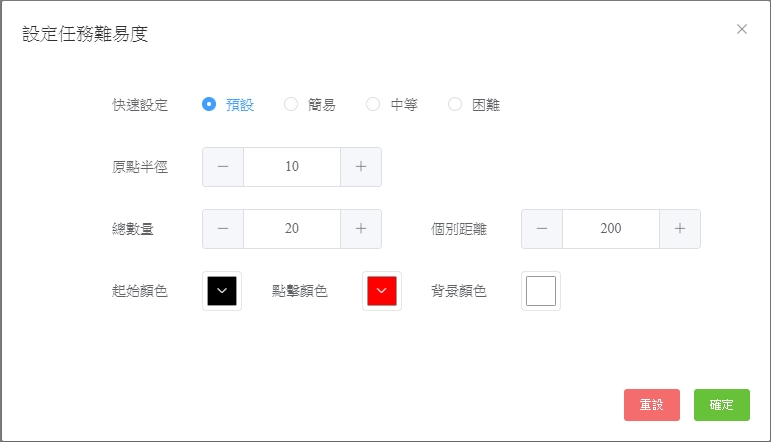 設定任務難易度
快速設定 預設 簡易 中等 困難
原點半徑 10
總數量 20 個別距離 200
起始顏色 點擊顏色 背景顏色
重設 確定